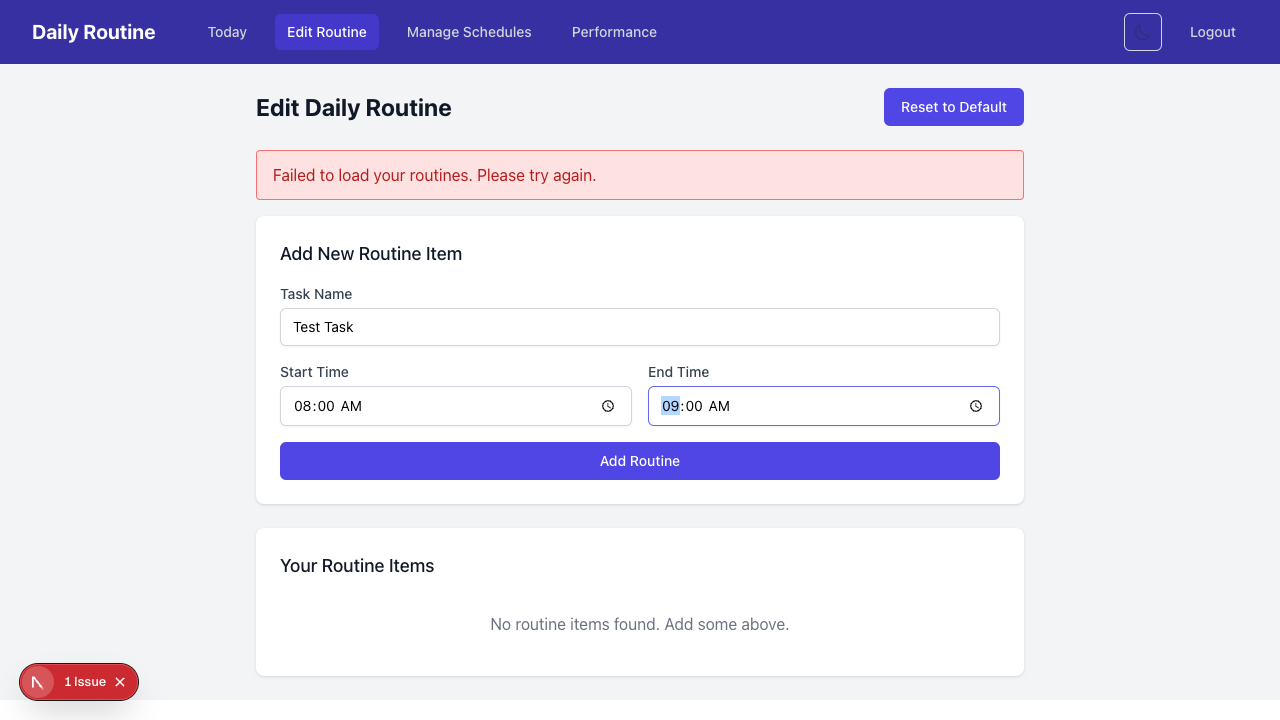 Daily Routine
Today
Edit Routine
Manage Schedules
Performance
Logout
Edit Daily Routine
Reset to Default
Failed to load your routines. Please try again.
Add New Routine Item
Task Name
Test Task
Start Time
End Time
08:00 AM
09:00 AM
Add Routine
Your Routine Items
No routine items found. Add some above.
1 Issue